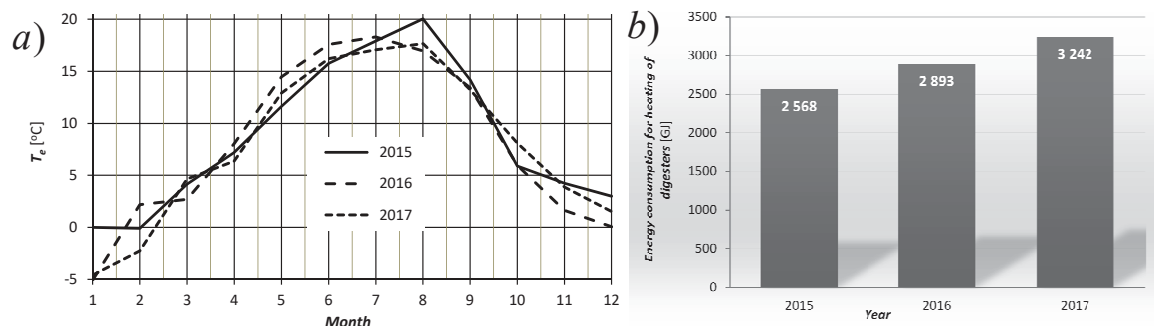 a)
20
15
10
5
0
-5
Tₑ [°C]
1 2 3 4 5 6 7 8 9 10 11 12
Month
2015
2016
2017
b)
3500
3000
2500
2000
1500
1000
500
0
Energy consumption for heating of
digesters [GJ]
2 568
2 893
3 242
2015 2016 2017
Year